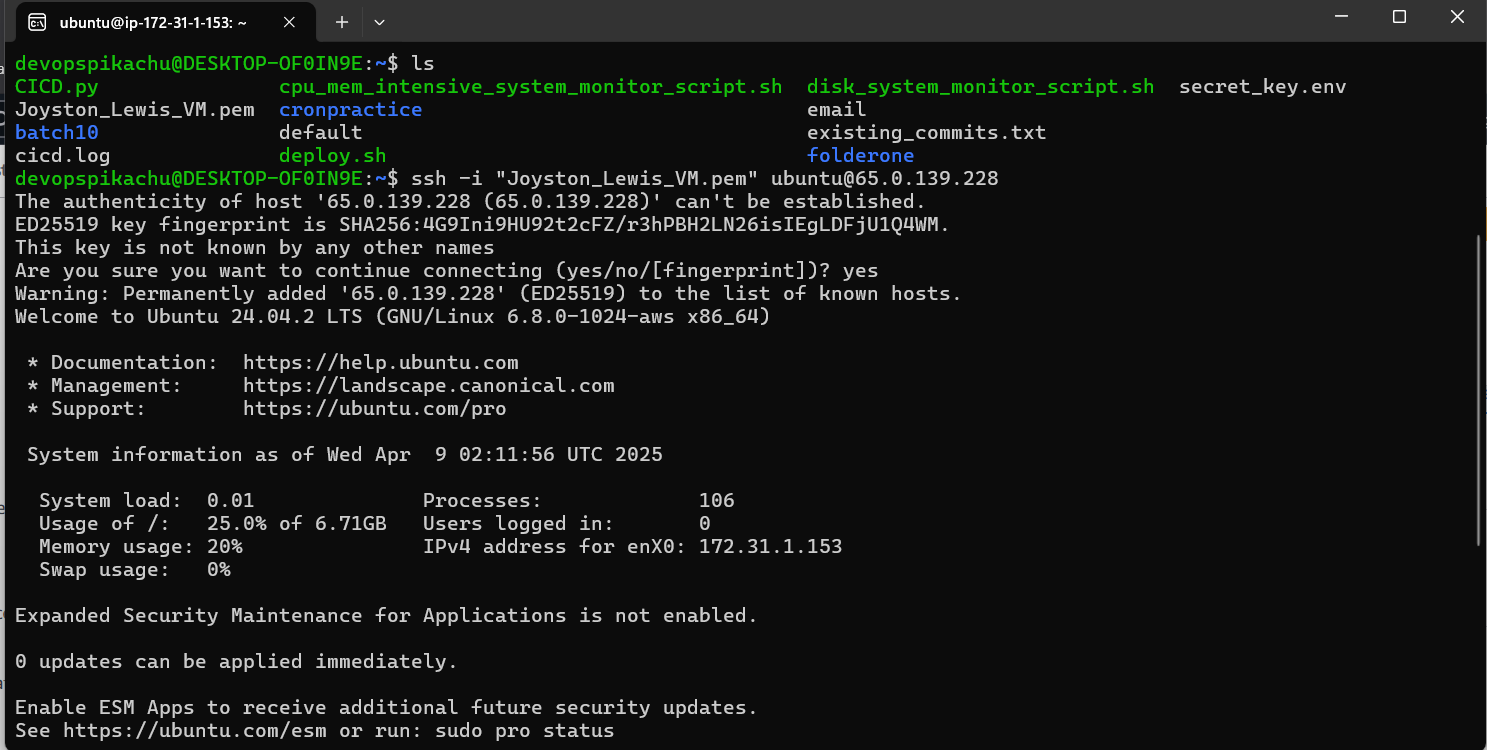 ubuntu@ip-172-31-1-153: ~
devopspikachu@DESKTOP-OF0IN9E:~$ ls
CICD.py cpu_mem_intensive_system_monitor_script.sh disk_system_monitor_script.sh secret_key.env
Joyston_Lewis_VM.pem cronpractice email
batch10 default existing_commits.txt
cicd.log deploy.sh folderone
devopspikachu@DESKTOP-OF0IN9E:~$ ssh -i "Joyston_Lewis_VM.pem" ubuntu@65.0.139.228
The authenticity of host '65.0.139.228 (65.0.139.228)' can't be established.
ED25519 key fingerprint is SHA256:4G9Ini9HU92t2cFZ/r3hPBH2LN26isIEgLDFjU1Q4WM.
This key is not known by any other names
Are you sure you want to continue connecting (yes/no/[fingerprint])? yes
Warning: Permanently added '65.0.139.228' (ED25519) to the list of known hosts.
Welcome to Ubuntu 24.04.2 LTS (GNU/Linux 6.8.0-1024-aws x86_64)
* Documentation: https://help.ubuntu.com
* Management: https://landscape.canonical.com
* Support: https://ubuntu.com/pro
System information as of Wed Apr 9 02:11:56 UTC 2025
System load: 0.01 Processes: 106
Usage of /: 25.0% of 6.71GB Users logged in: 0
Memory usage: 20% IPv4 address for enX0: 172.31.1.153
Swap usage: 0%
Expanded Security Maintenance for Applications is not enabled.
0 updates can be applied immediately.
Enable ESM Apps to receive additional future security updates.
See https://ubuntu.com/esm or run: sudo pro status